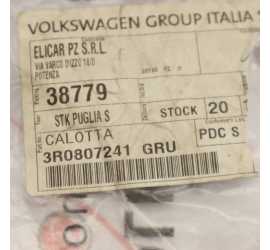 VOLKSWAGEN GROUP ITALIA
ELICAR PZ S.R.L
POTENZA
38779
STK PUGLIA S
STOCK
20
CALOTTA
PDC S
3R0807241 GRU